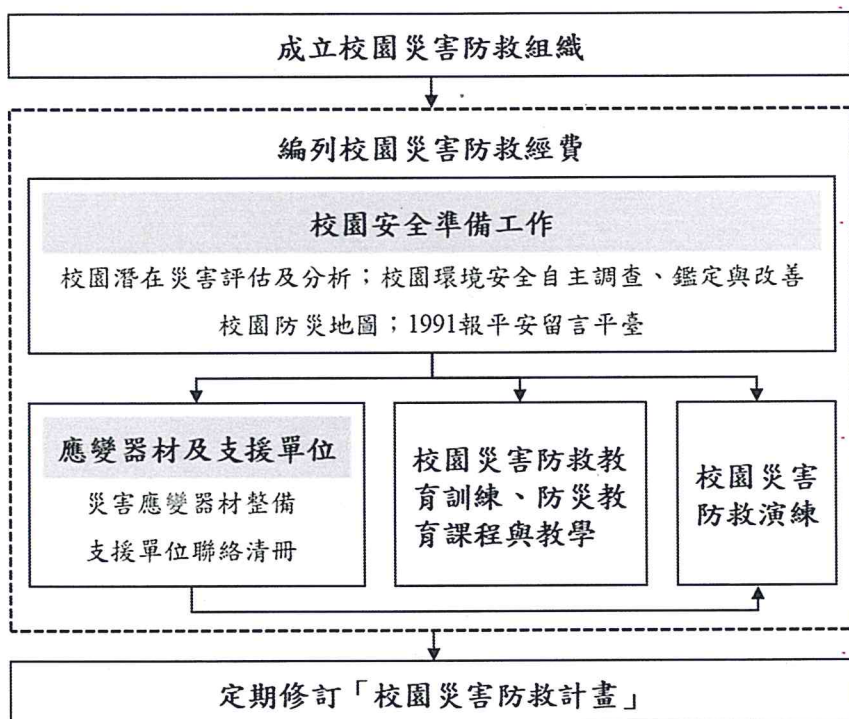 成立校園災害防救組織
編列校園災害防救經費
校園安全準備工作
校園潛在災害評估及分析；校園環境安全自主調查、鑑定與改善
校園防災地圖；1991報平安留言平臺
應變器材及支援單位
災害應變器材整備
支援單位聯絡清冊
校園災害防救教
育訓練、防災教
育課程與教學
校園災害
防救演練
定期修訂「校園災害防救計畫」